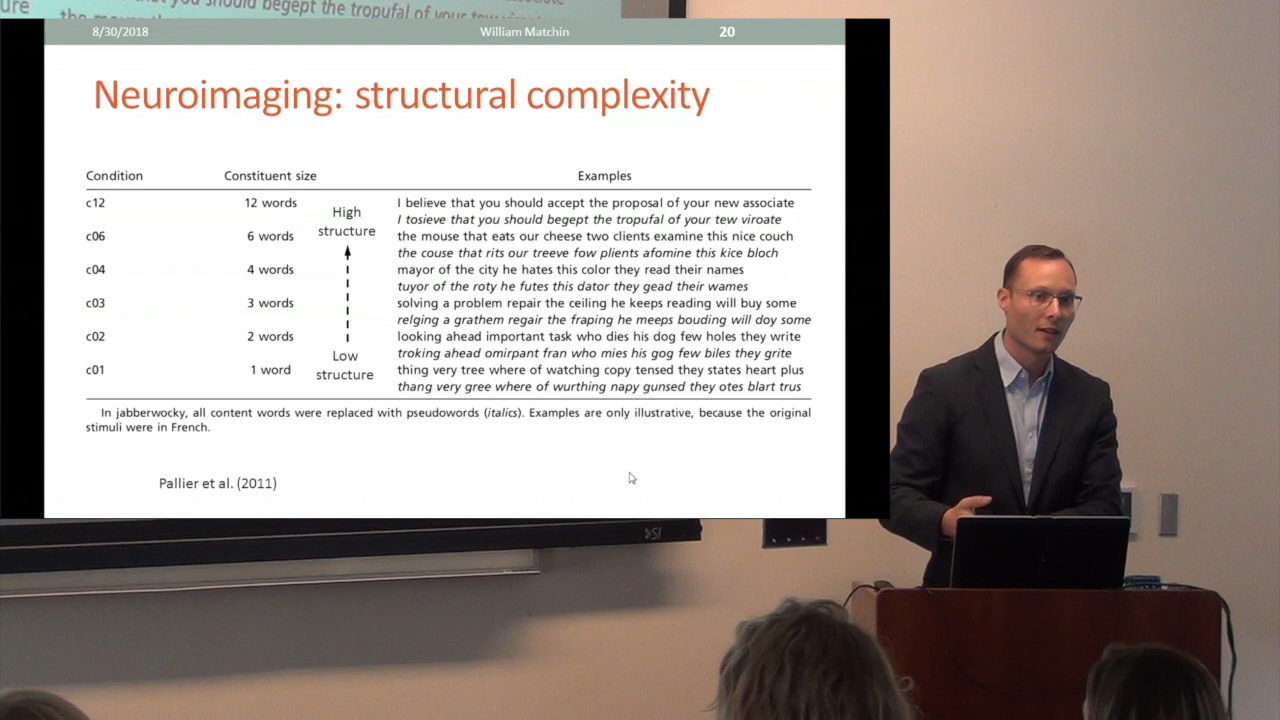 ure you should begept the tropufal of your tew viroate
8/30/2018 William Matchin 20
Neuroimaging: structural complexity
Condition Constituent size Examples
c12 12 words I believe that you should accept the proposal of your new associate
I tosieve that you should begept the tropufal of your tew viroate
High
structure
c06 6 words the mouse that eats our cheese two clients examine this nice couch
the couse that rits our treeve fow plients afomine this kice bloch
c04 4 words mayor of the city he hates this color they read their names
tuyor of the roty he futes this dator they gead their wames
c03 3 words solving a problem repair the ceiling he keeps reading will buy some
relging a grathem regair the fraping he meeps bouding will doy some
c02 2 words looking ahead important task who dies his dog few holes they write
troking ahead omirpant fran who mies his gog few biles they grite
Low
structure
c01 1 word thing very tree where of watching copy tensed they states heart plus
thang very gree where of wurthing napy gunsed they otes blart trus
In jabberwocky, all content words were replaced with pseudowords (italics). Examples are only illustrative, because the original
stimuli were in French.
Pallier et al. (2011)